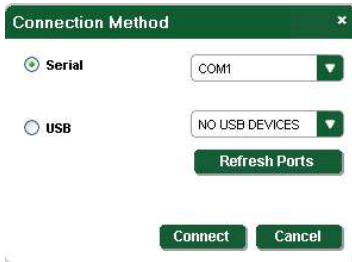 Connection Method ×
Serial COM1
USB NO USB DEVICES
Refresh Ports
Connect Cancel